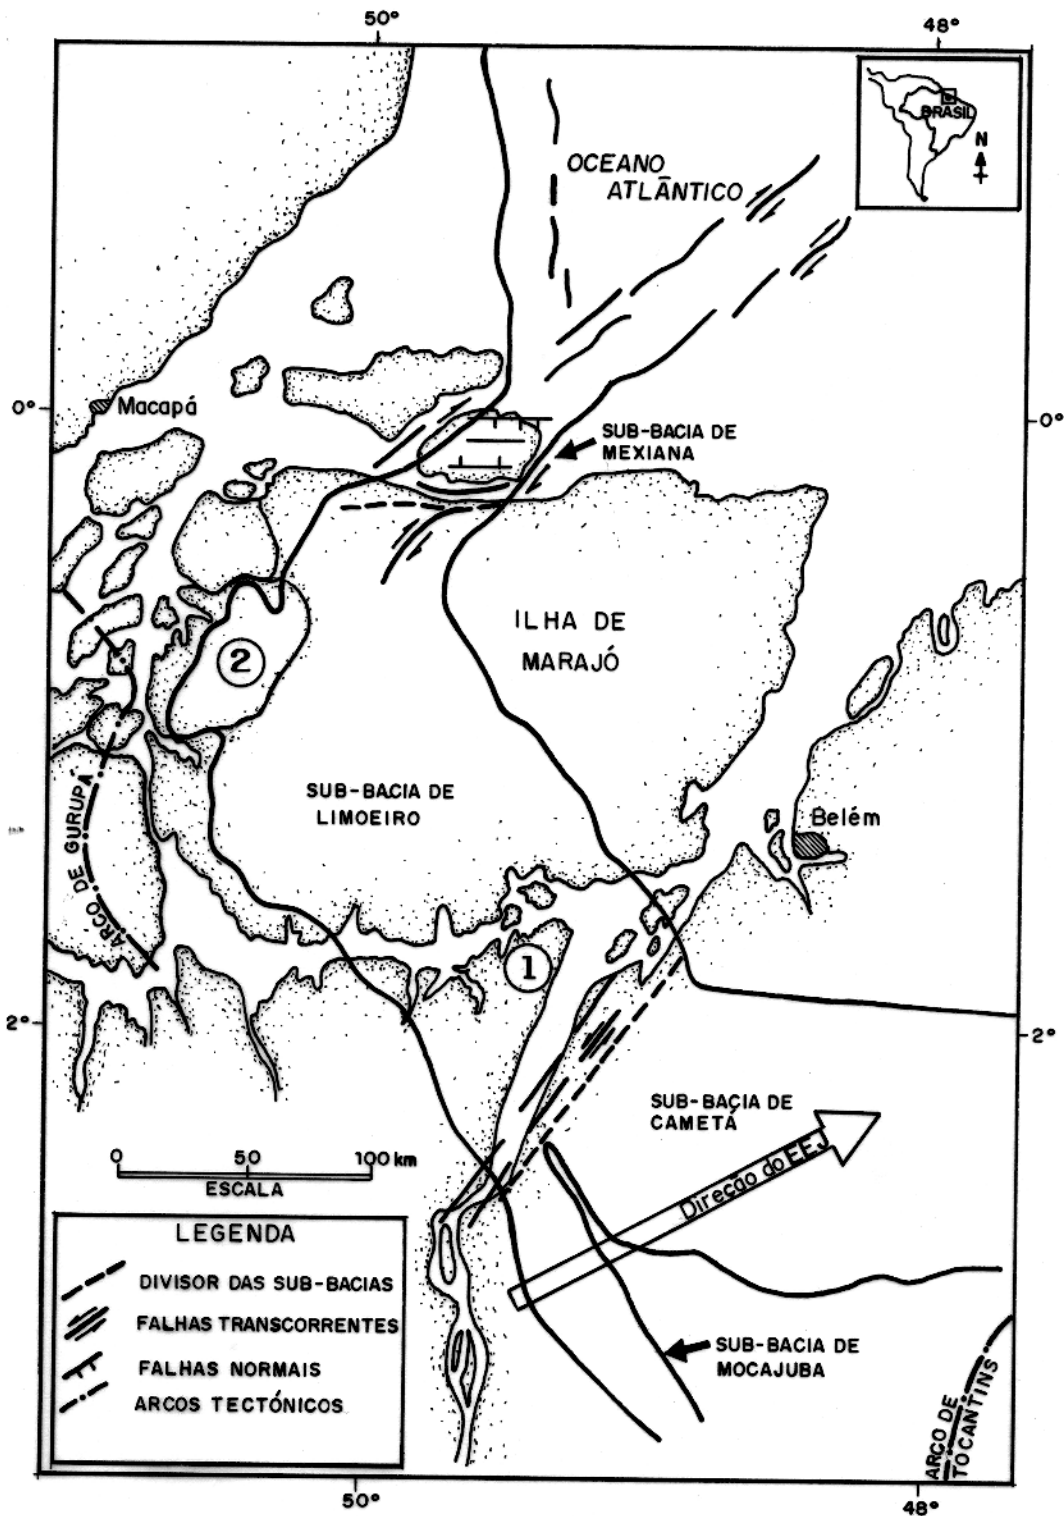 50°
48°
BRASIL
N
OCEANO
ATLÂNTICO
0°
Macapá
0°
SUB-BACIA DE
MEXIANA
ILHA DE
MARAJÓ
2
SUB-BACIA DE
LIMOEIRO
ARCO DE GURUPÁ
Belém
1
2°
2°
SUB-BACIA DE
CAMETÁ
Direção do EEJ
0 50 100 km
ESCALA
LEGENDA
DIVISOR DAS SUB-BACIAS
FALHAS TRANSCORRENTES
FALHAS NORMAIS
ARCOS TECTÓNICOS
SUB-BACIA DE
MOCAJUBA
ARCO DE
TOCANTINS
50°
48°